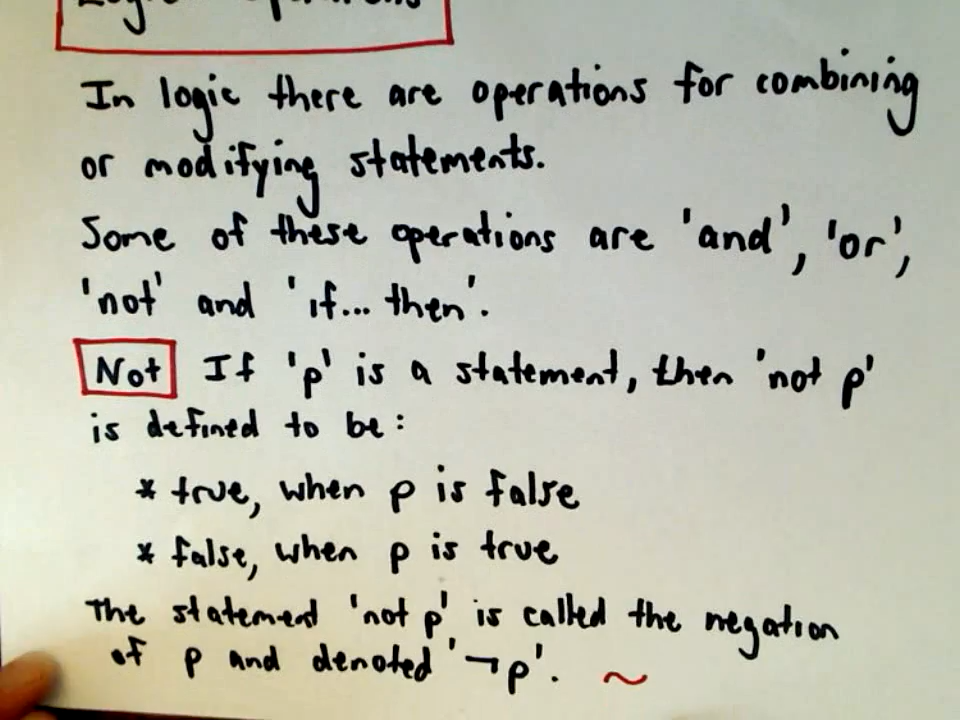 Logic Operations
In logic there are operations for combining
or modifying statements.
Some of these operations are 'and', 'or',
'not' and 'if... then'.
Not If 'p' is a statement, then 'not p'
is defined to be:
* true, when p is false
* false, when p is true
The statement 'not p' is called the negation
of p and denoted '¬p'. ~